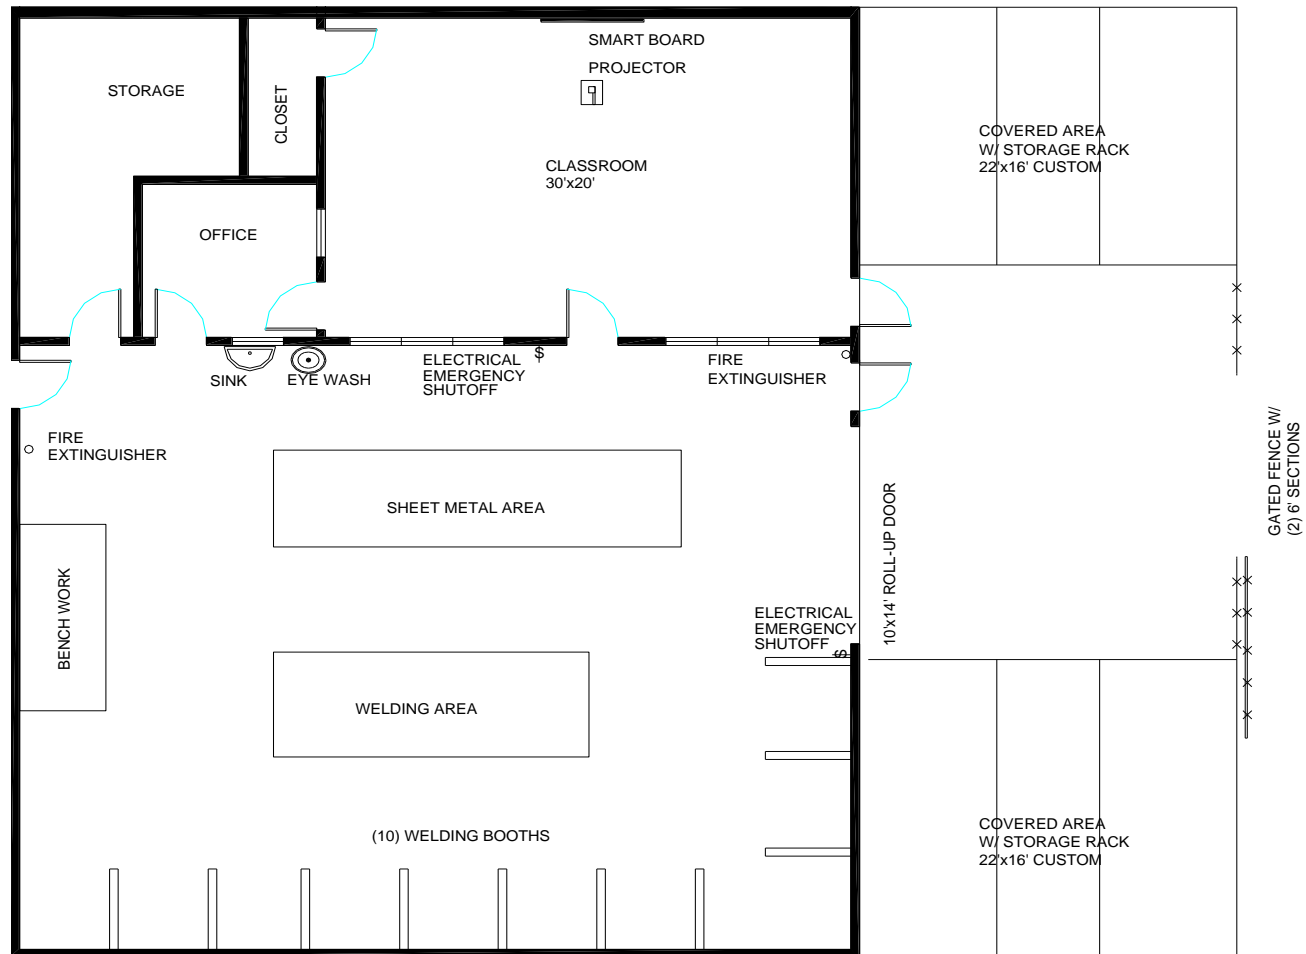 SMART BOARD
PROJECTOR
STORAGE
CLOSET
CLASSROOM
30'x20'
COVERED AREA
W/ STORAGE RACK
22'x16' CUSTOM
OFFICE
SINK
EYE WASH
ELECTRICAL
EMERGENCY
SHUTOFF
$
FIRE
EXTINGUISHER
FIRE
EXTINGUISHER
GATED FENCE W/
(2) 6' SECTIONS
SHEET METAL AREA
10'x14' ROLL-UP DOOR
BENCH WORK
ELECTRICAL
EMERGENCY
SHUTOFF
$
WELDING AREA
(10) WELDING BOOTHS
COVERED AREA
W/ STORAGE RACK
22'x16' CUSTOM